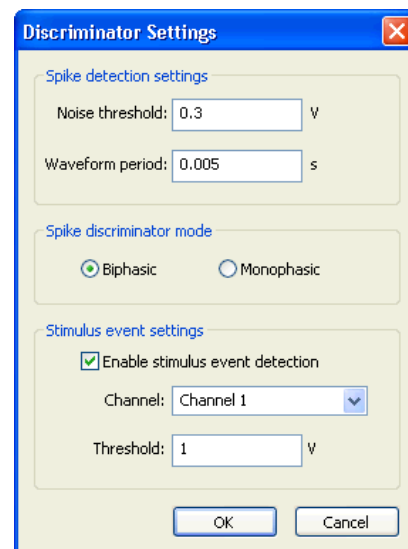 Discriminator Settings
Spike detection settings
Noise threshold: 0.3 V
Waveform period: 0.005 s
Spike discriminator mode
Biphasic Monophasic
Stimulus event settings
Enable stimulus event detection
Channel: Channel 1
Threshold: 1 V
OK Cancel